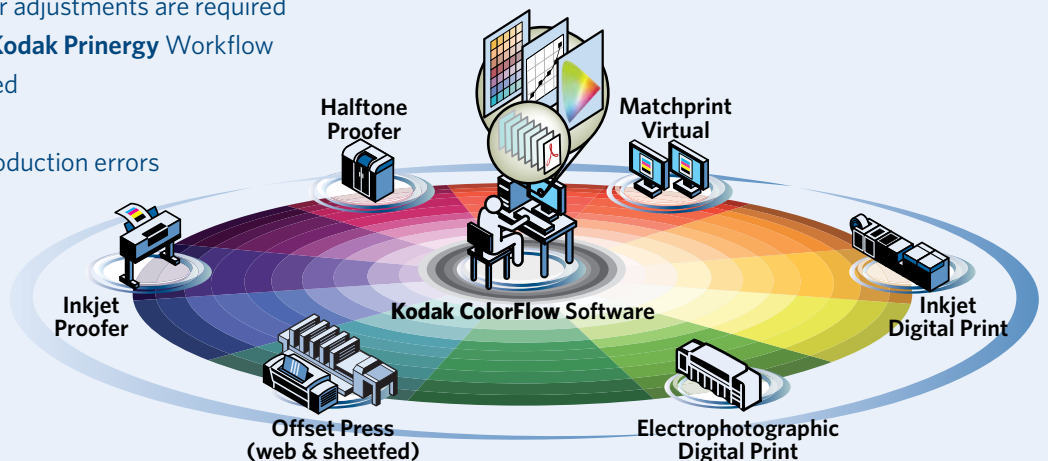 r adjustments are required
Kodak Prinergy Workflow
ed
oduction errors
Halftone
Proofer
Matchprint
Virtual
Inkjet
Proofer
Kodak ColorFlow Software
Inkjet
Digital Print
Offset Press
(web & sheetfed)
Electrophotographic
Digital Print